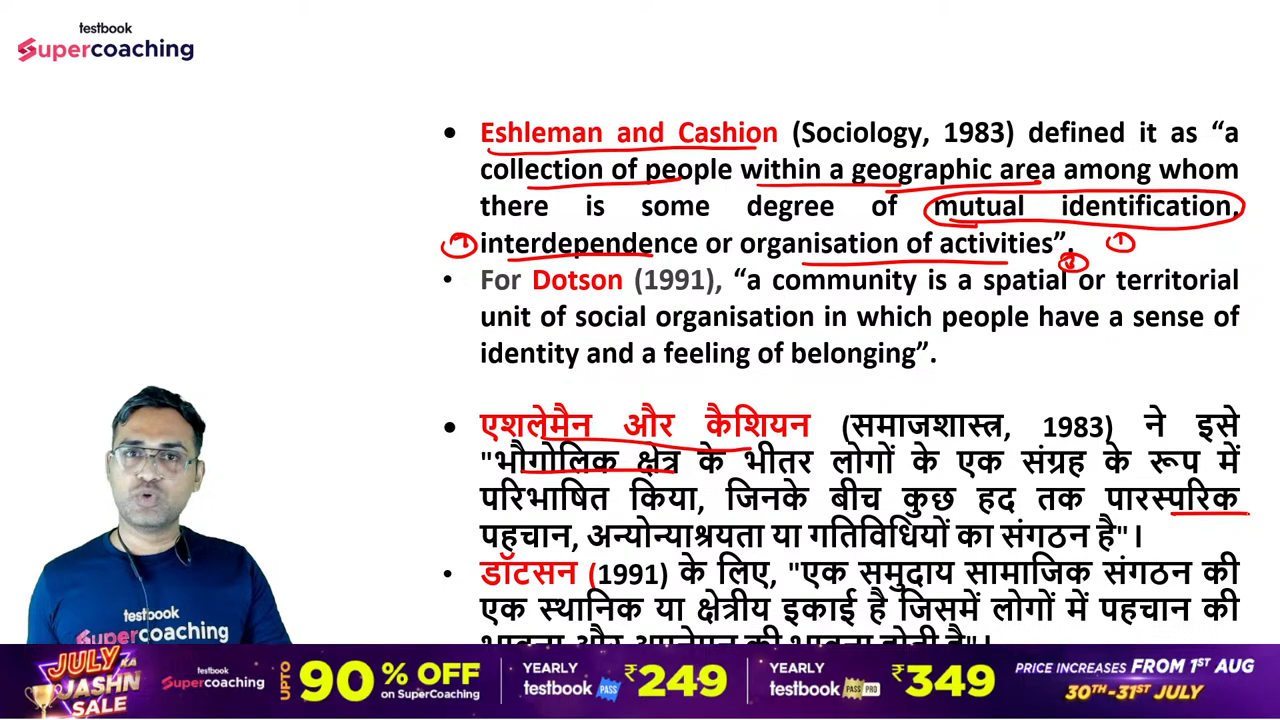 testbook
Supercoaching
• Eshleman and Cashion (Sociology, 1983) defined it as “a
collection of people within a geographic area among whom
there is some degree of mutual identification,
interdependence or organisation of activities”.
• For Dotson (1991), “a community is a spatial or territorial
unit of social organisation in which people have a sense of
identity and a feeling of belonging”.
• एशलेमैन और कैशियन (समाजशास्त्र, 1983) ने इसे
"भौगोलिक क्षेत्र के भीतर लोगों के एक संग्रह के रूप में
परिभाषित किया, जिनके बीच कुछ हद तक पारस्परिक
पहचान, अन्योन्याश्रयता या गतिविधियों का संगठन है"।
• डॉटसन (1991) के लिए, "एक समुदाय सामाजिक संगठन की
एक स्थानिक या क्षेत्रीय इकाई है जिसमें लोगों में पहचान की
testbook
Supercoaching
JULY KA JASHN SALE
testbook Supercoaching
UPTO 90% OFF on SuperCoaching
YEARLY testbook PASS ₹249
YEARLY testbook PASS PRO ₹349
PRICE INCREASES FROM 1ST AUG
30TH-31ST JULY